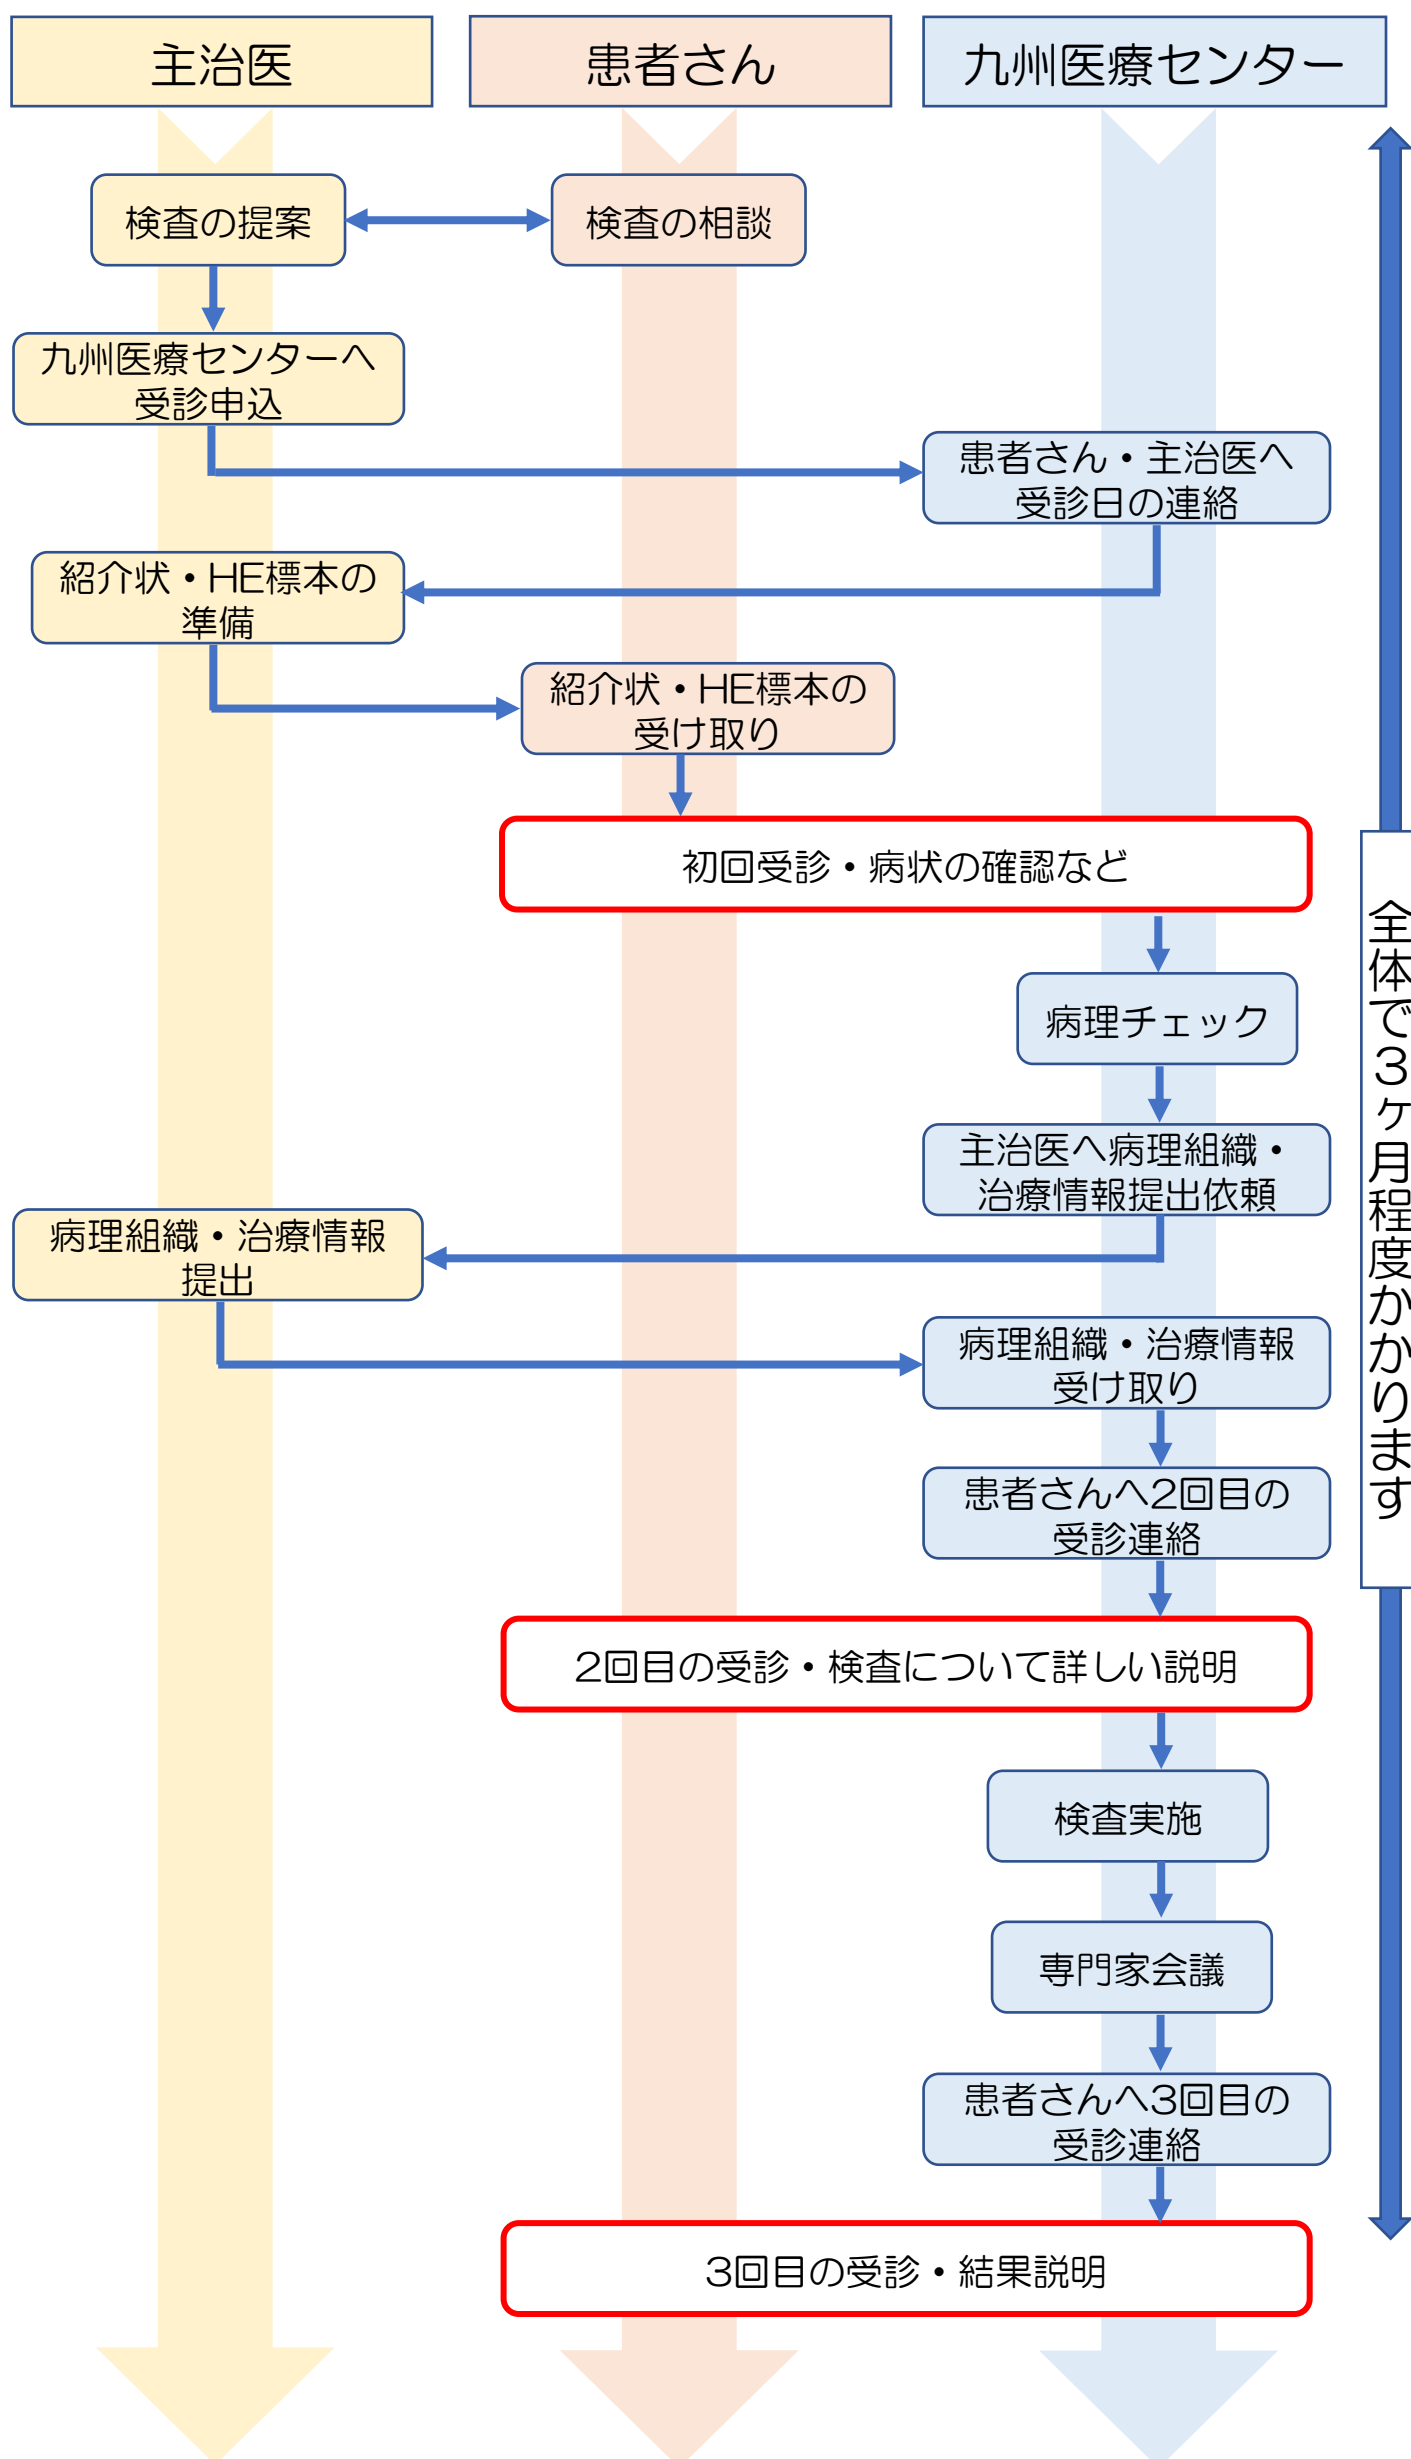 主治医
患者さん
九州医療センター
検査の提案
検査の相談
九州医療センターへ
受診申込
患者さん・主治医へ
受診日の連絡
紹介状・HE標本の
準備
紹介状・HE標本の
受け取り
初回受診・病状の確認など
病理チェック
主治医へ病理組織・
治療情報提出依頼
病理組織・治療情報
提出
病理組織・治療情報
受け取り
患者さんへ2回目の
受診連絡
2回目の受診・検査について詳しい説明
検査実施
専門家会議
患者さんへ3回目の
受診連絡
3回目の受診・結果説明
全体で３ヶ月程度かかります